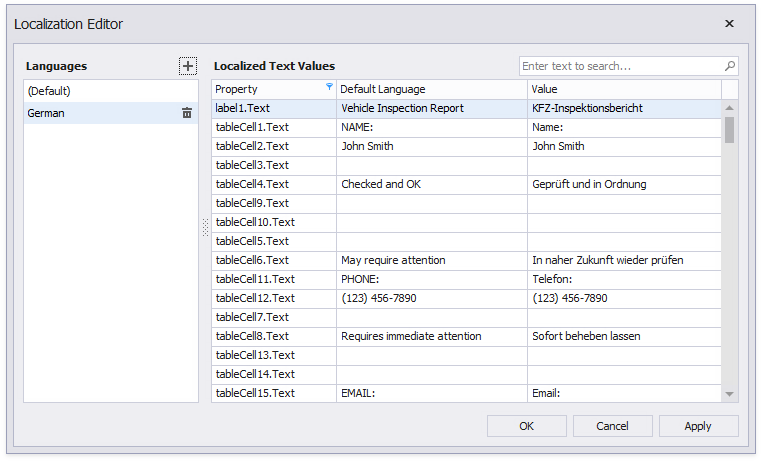 Localization Editor
Languages
(Default)
German
Localized Text Values
Enter text to search...
Property Default Language Value
label1.Text Vehicle Inspection Report KFZ-Inspektionsbericht
tableCell1.Text NAME: Name:
tableCell2.Text John Smith John Smith
tableCell3.Text
tableCell4.Text Checked and OK Geprüft und in Ordnung
tableCell9.Text
tableCell10.Text
tableCell5.Text
tableCell6.Text May require attention In naher Zukunft wieder prüfen
tableCell11.Text PHONE: Telefon:
tableCell12.Text (123) 456-7890 (123) 456-7890
tableCell7.Text
tableCell8.Text Requires immediate attention Sofort beheben lassen
tableCell13.Text
tableCell14.Text
tableCell15.Text EMAIL: Email:
OK Cancel Apply